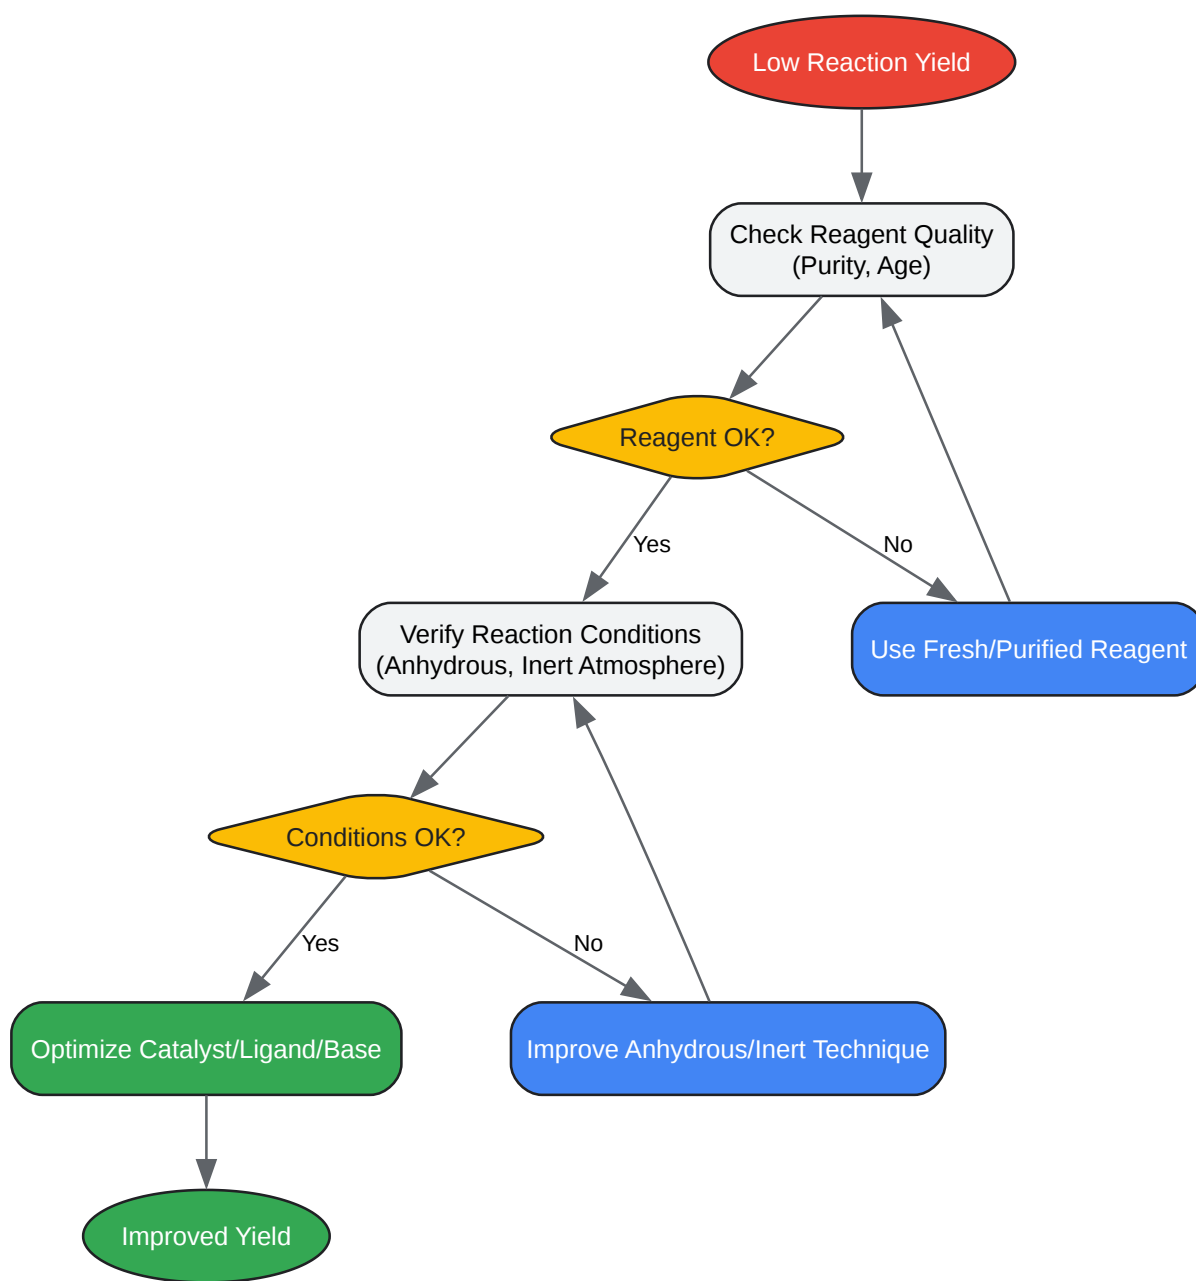 Low Reaction Yield
Check Reagent Quality
(Purity, Age)
Reagent OK?
Yes
No
Verify Reaction Conditions
(Anhydrous, Inert Atmosphere)
Use Fresh/Purified Reagent
Conditions OK?
Yes
No
Optimize Catalyst/Ligand/Base
Improve Anhydrous/Inert Technique
Improved Yield